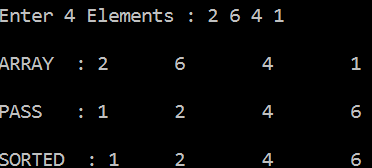 Enter 4 Elements : 2 6 4 1
ARRAY : 2 6 4 1
PASS : 1 2 4 6
SORTED : 1 2 4 6